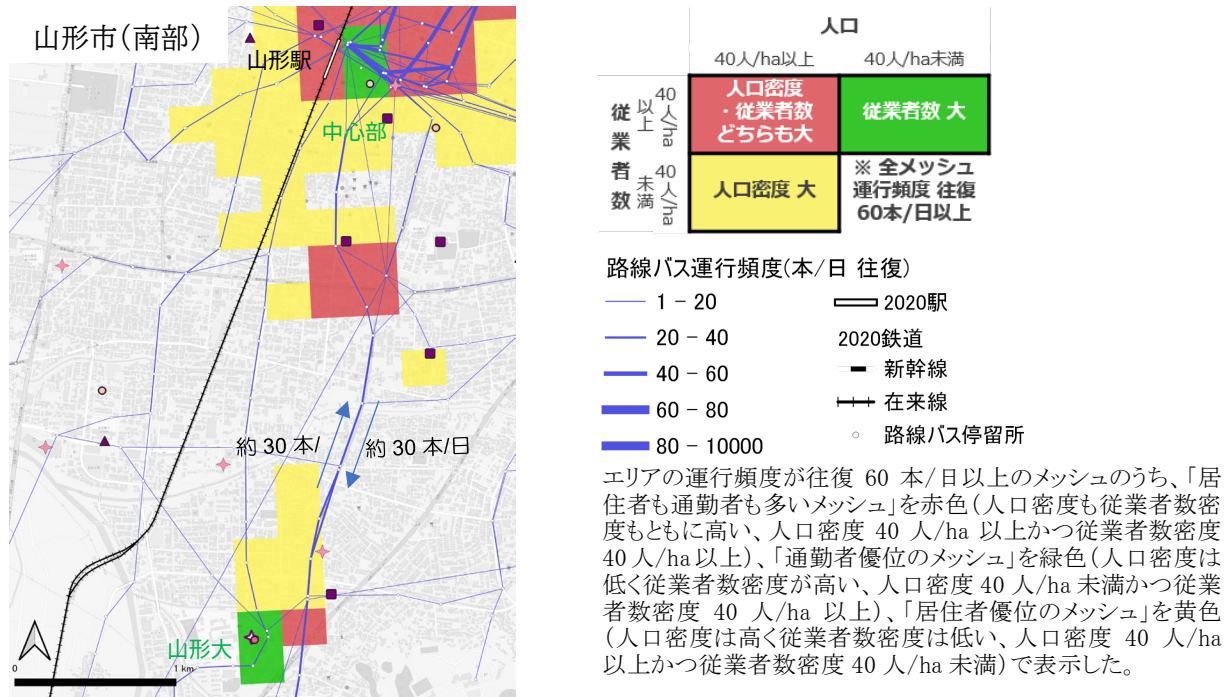 山形市(南部)
山形駅
中心部
約30本/
約30本/日
山形大
0
1 km
人口
40人/ha以上
40人/ha未満
従業者数
40人/ha以上
人口密度
・従業者数
どちらも大
従業者数 大
40人/ha未満
人口密度 大
※ 全メッシュ
運行頻度 往復
60本/日以上
路線バス運行頻度(本/日 往復)
1 - 20
20 - 40
40 - 60
60 - 80
80 - 10000
2020駅
2020鉄道
新幹線
在来線
路線バス停留所
エリアの運行頻度が往復 60 本/日以上のメッシュのうち、「居
住者も通勤者も多いメッシュ」を赤色(人口密度も従業者数密
度もともに高い、人口密度 40 人/ha 以上かつ従業者数密度
40 人/ha以上)、「通勤者優位のメッシュ」を緑色(人口密度は
低く従業者数密度が高い、人口密度 40 人/ha 未満かつ従業
者数密度 40 人/ha 以上)、「居住者優位のメッシュ」を黄色
(人口密度は高く従業者数密度は低い、人口密度 40 人/ha
以上かつ従業者数密度 40 人/ha 未満)で表示した。